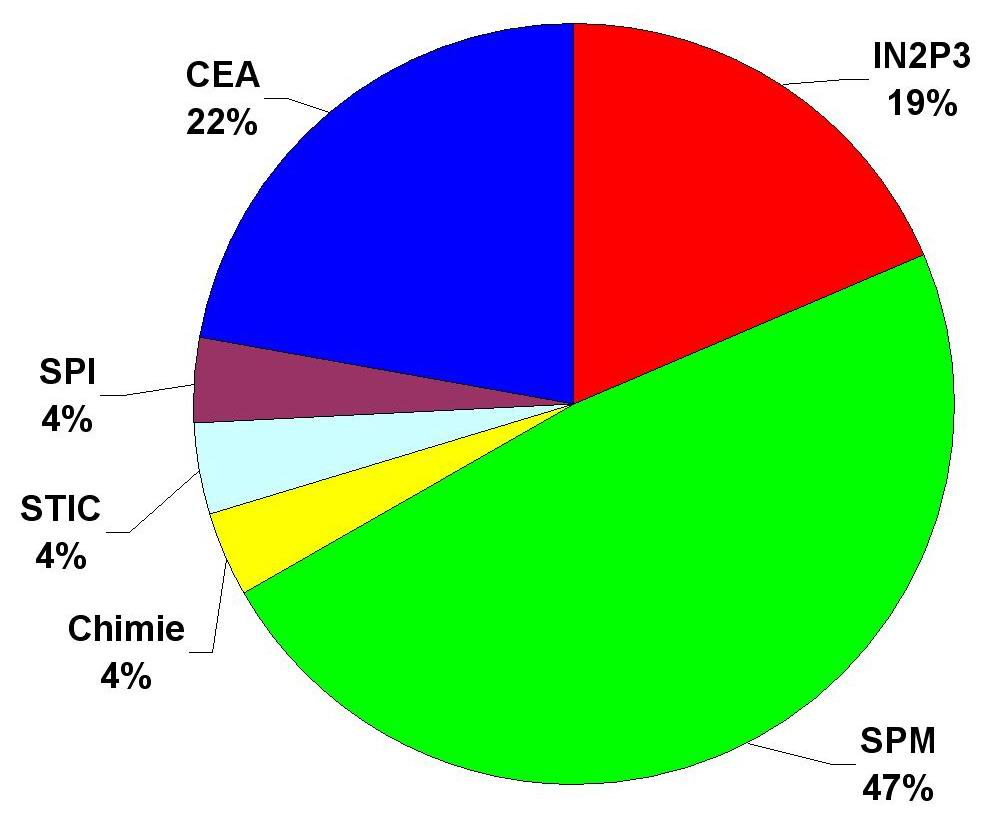 CEA
22%
IN2P3
19%
SPI
4%
STIC
4%
Chimie
4%
SPM
47%